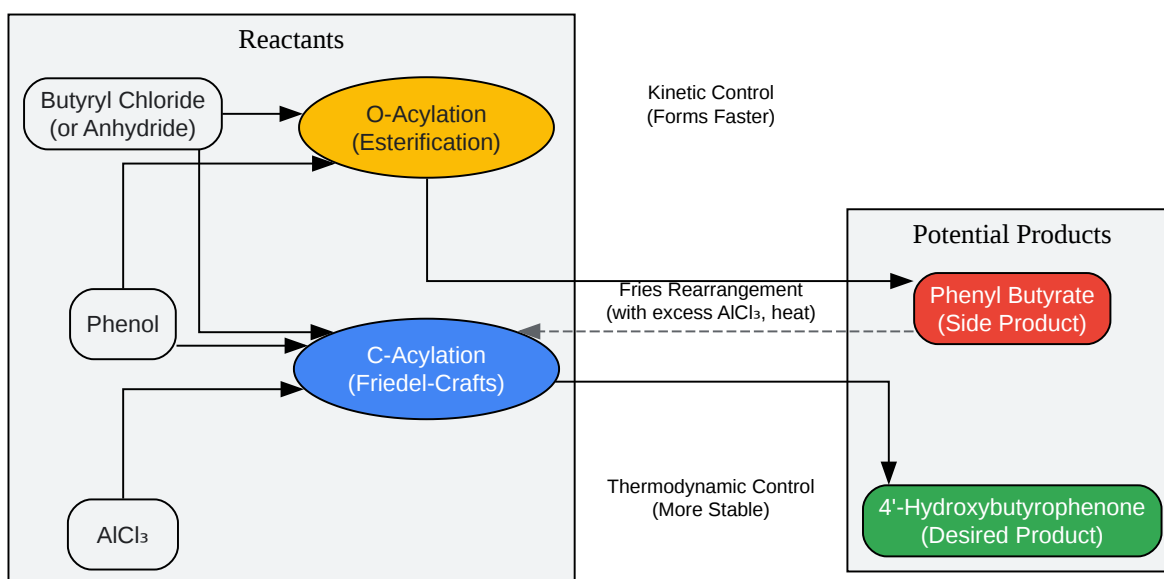 Reactants
Butyryl Chloride
(or Anhydride)
O-Acylation
(Esterification)
Kinetic Control
(Forms Faster)
Potential Products
Phenol
Fries Rearrangement
(with excess AlCl₃, heat)
Phenyl Butyrate
(Side Product)
C-Acylation
(Friedel-Crafts)
AlCl₃
Thermodynamic Control
(More Stable)
4'-Hydroxybutyrophenone
(Desired Product)